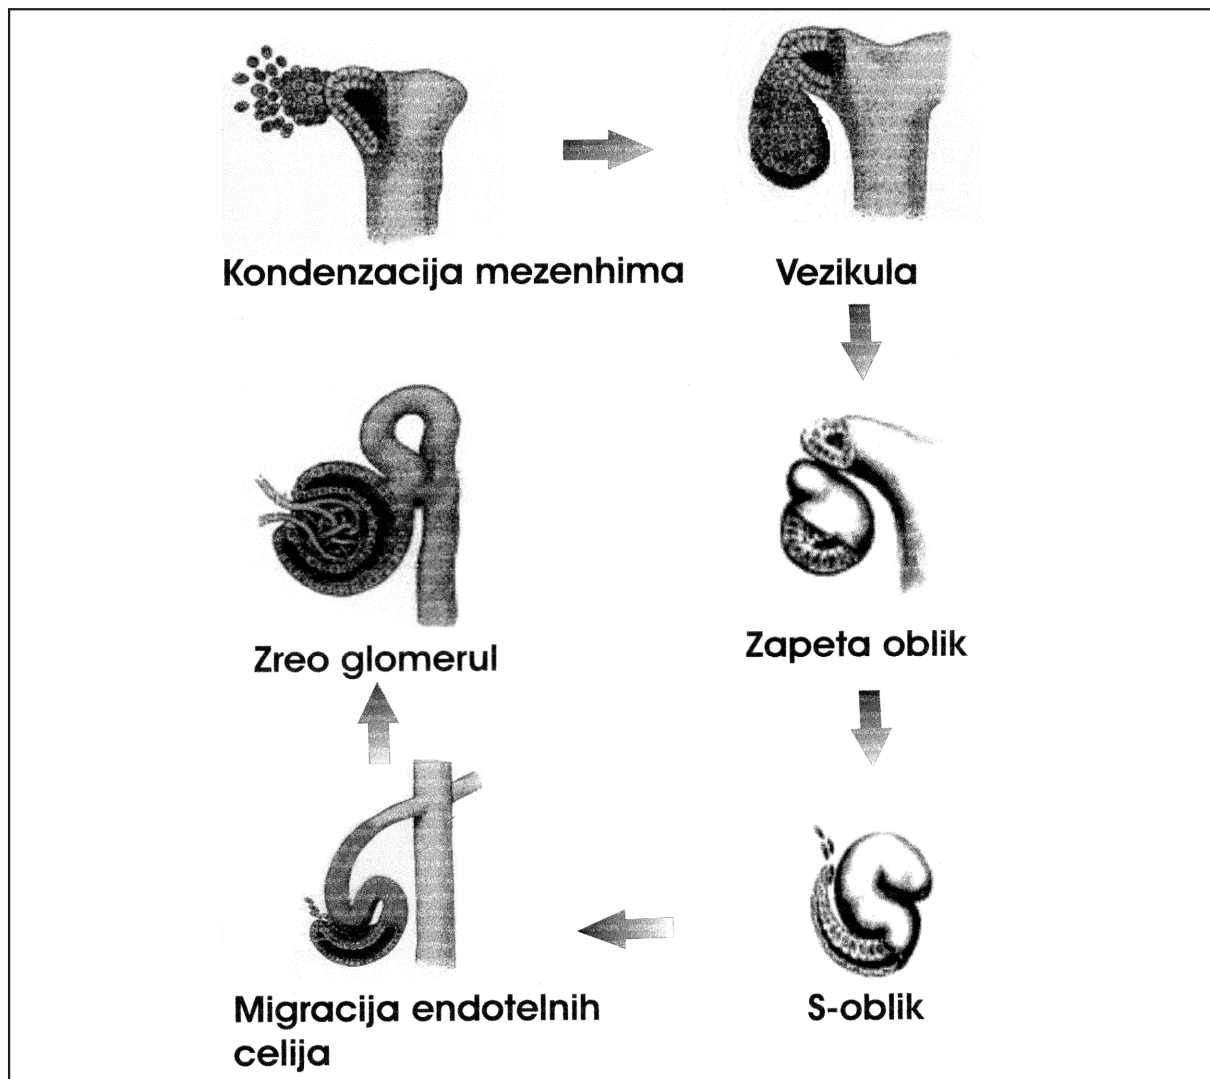 Kondenzacija mezenhima
Vezikula
Zapeta oblik
S-oblik
Migracija endotelnih
celija
Zreo glomerul